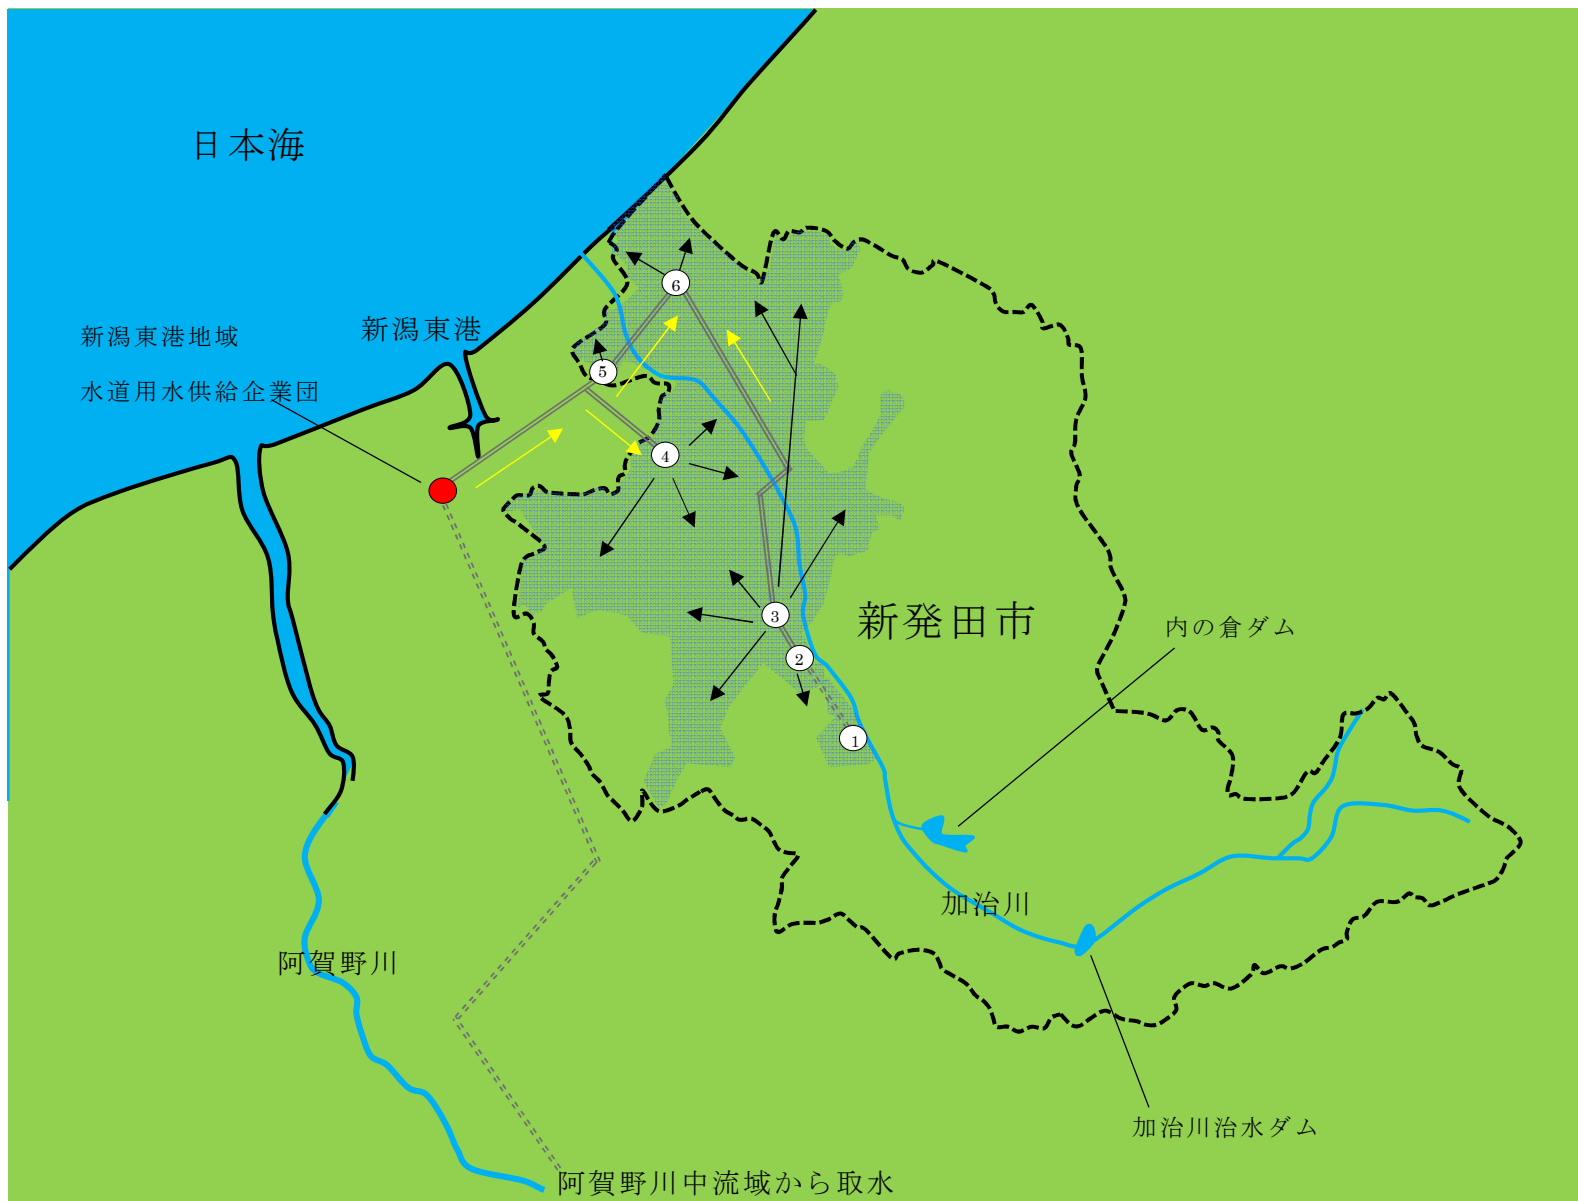 日本海
新潟東港
新潟東港地域
水道用水供給企業団
6
5
4
3
2
1
新発田市
内の倉ダム
加治川
阿賀野川
加治川治水ダム
阿賀野川中流域から取水